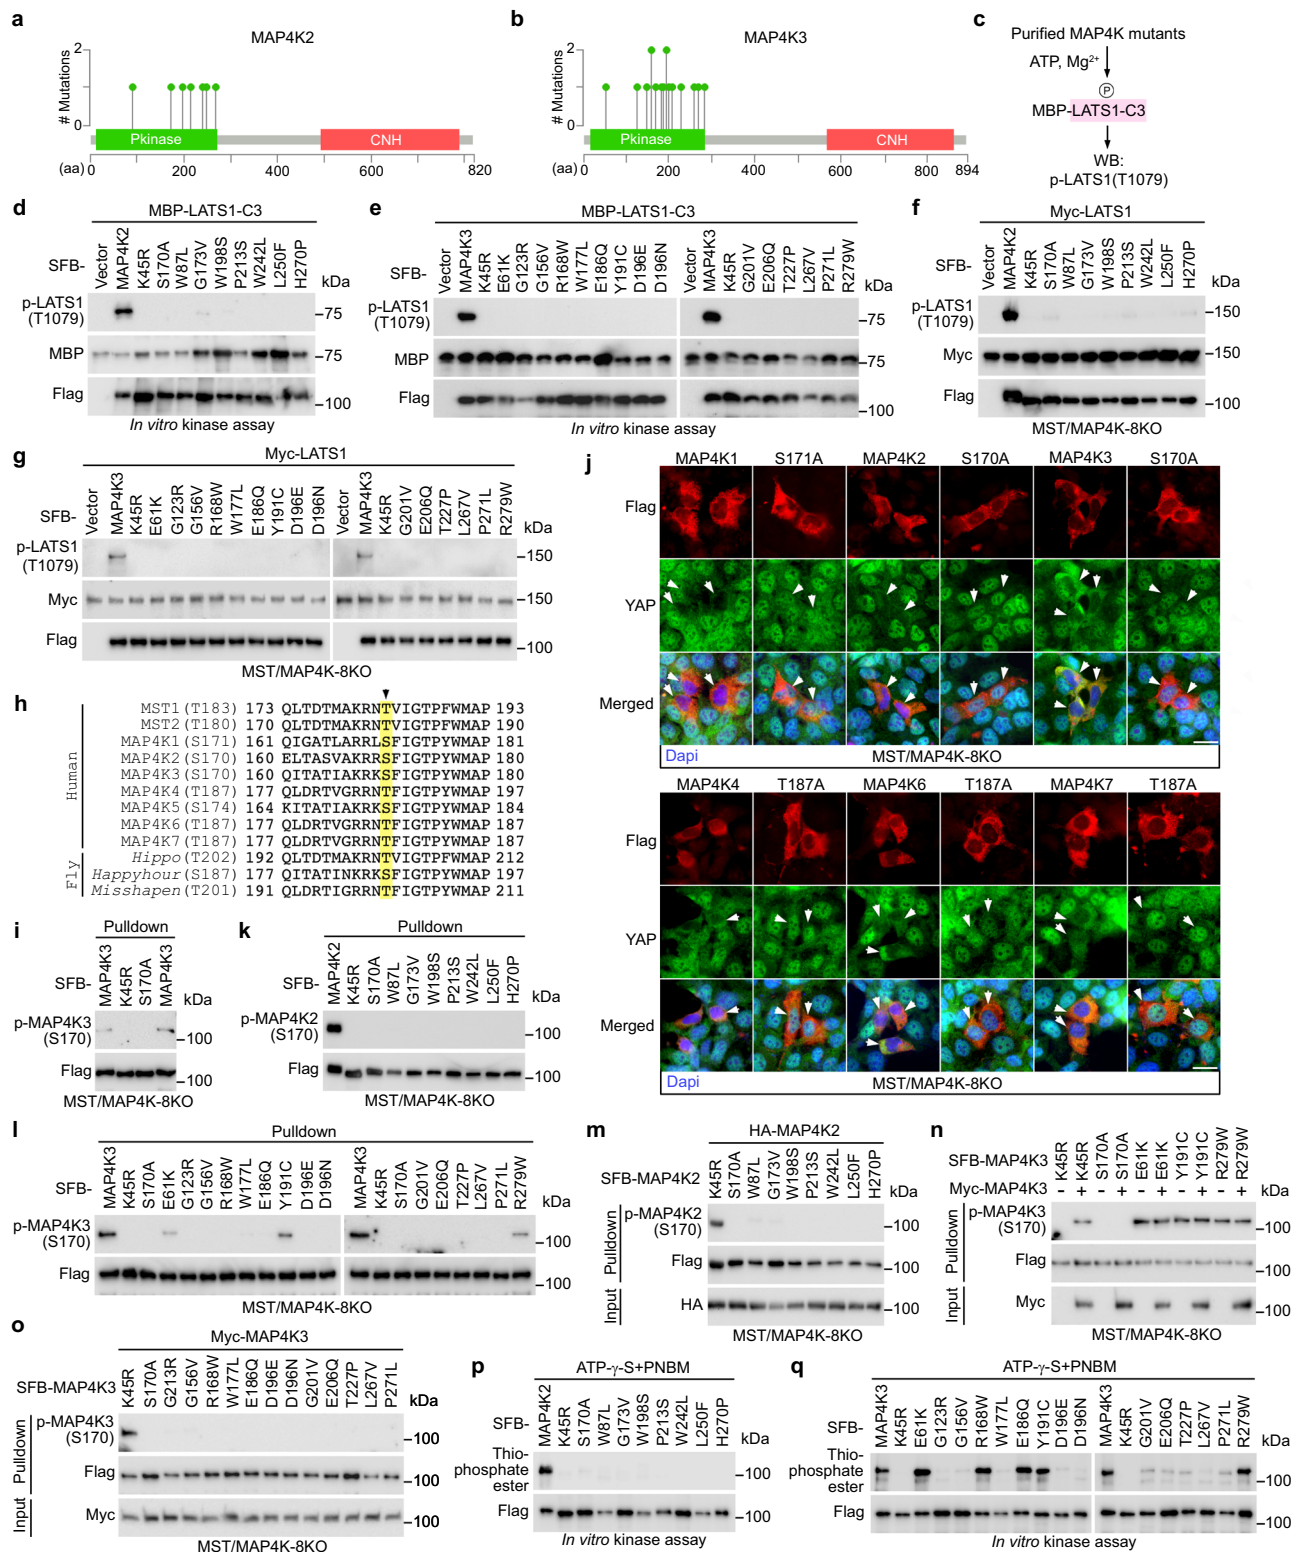 a
MAP4K2
# Mutations
2
1
0
Pkinase
CNH
(aa) 0 200 400 600 820
b
MAP4K3
# Mutations
2
1
0
Pkinase
CNH
(aa) 0 200 400 600 800 894
c
Purified MAP4K mutants
ATP, Mg²⁺
P
MBP-LATS1-C3
WB:
p-LATS1(T1079)
d
MBP-LATS1-C3
SFB- Vector MAP4K2 K45R S170A W87L G173V W198S P213S W242L L250F H270P kDa
p-LATS1 (T1079) –75
MBP –75
Flag –100
In vitro kinase assay
e
MBP-LATS1-C3
SFB- Vector MAP4K3 K45R E61K G123R G156V R168W W177L E186Q Y191C D196E D196N Vector MAP4K3 K45R G201V E206Q T227P L267V P271L R279W kDa
p-LATS1 (T1079) –75
MBP –75
Flag –100
In vitro kinase assay
f
Myc-LATS1
SFB- Vector MAP4K2 K45R S170A W87L G173V W198S P213S W242L L250F H270P kDa
p-LATS1 (T1079) –150
Myc –150
Flag –100
MST/MAP4K-8KO
g
Myc-LATS1
SFB- Vector MAP4K3 K45R E61K G123R G156V R168W W177L E186Q Y191C D196E D196N Vector MAP4K3 K45R G201V E206Q T227P L267V P271L R279W kDa
p-LATS1 (T1079) –150
Myc –150
Flag –100
MST/MAP4K-8KO
h
Human
MST1(T183) 173 QLTDTMAKRNTVIGTPFWMAP 193
MST2(T180) 170 QLTDTMAKRNTVIGTPFWMAP 190
MAP4K1(S171) 161 QIGATLARRLSFIGTPYWMAP 181
MAP4K2(S170) 160 ELTASVAKRRSFIGTPYWMAP 180
MAP4K3(S170) 160 QITATIAKRKSFIGTPYWMAP 180
MAP4K4(T187) 177 QLDRTVGRRNTFIGTPYWMAP 197
MAP4K5(S174) 164 KITATIAKRKSFIGTPYWMAP 184
MAP4K6(T187) 177 QLDRTVGRRNTFIGTPYWMAP 187
MAP4K7(T187) 177 QLDRTVGRRNTFIGTPYWMAP 187
Fly
Hippo(T202) 192 QLTDTMAKRNTVIGTPFWMAP 212
Happyhour(S187) 177 QITATINKRKSFIGTPYWMAP 197
Misshapen(T201) 191 QLDRTIGRRNTFIGTPYWMAP 211
i
Pulldown
SFB- MAP4K3 K45R S170A MAP4K3 kDa
p-MAP4K3 (S170) –100
Flag –100
MST/MAP4K-8KO
j
MAP4K1 S171A MAP4K2 S170A MAP4K3 S170A
Flag
YAP
Merged
Dapi
MST/MAP4K-8KO
MAP4K4 T187A MAP4K6 T187A MAP4K7 T187A
Flag
YAP
Merged
Dapi
MST/MAP4K-8KO
k
Pulldown
SFB- MAP4K2 K45R S170A W87L G173V W198S P213S W242L L250F H270P kDa
p-MAP4K2 (S170) –100
Flag –100
MST/MAP4K-8KO
l
Pulldown
SFB- MAP4K3 K45R S170A E61K G123R G156V R168W W177L E186Q Y191C D196E D196N MAP4K3 K45R S170A G201V E206Q T227P L267V P271L R279W kDa
p-MAP4K3 (S170) –100
Flag –100
MST/MAP4K-8KO
m
HA-MAP4K2
SFB-MAP4K2 K45R S170A W87L G173V W198S P213S W242L L250F H270P kDa
Pulldown
p-MAP4K2 (S170) –100
Flag –100
Input
HA –100
MST/MAP4K-8KO
n
SFB-MAP4K3 K45R K45R S170A S170A E61K E61K Y191C Y191C R279W R279W
Myc-MAP4K3 - + - + - + - + - + kDa
Pulldown
p-MAP4K3 (S170) –100
Flag –100
Input
Myc –100
MST/MAP4K-8KO
o
Myc-MAP4K3
SFB-MAP4K3 K45R S170A G213R G156V R168W W177L E186Q D196E D196N G201V E206Q T227P L267V P271L kDa
Pulldown
p-MAP4K3 (S170) –100
Flag –100
Input
Myc –100
MST/MAP4K-8KO
p
ATP-γ-S+PNBM
SFB- MAP4K2 K45R S170A W87L G173V W198S P213S W242L L250F H270P kDa
Thio-phosphate ester –100
Flag –100
In vitro kinase assay
q
ATP-γ-S+PNBM
SFB- MAP4K3 K45R E61K G123R G156V R168W W177L E186Q Y191C D196E D196N MAP4K3 K45R G201V E206Q T227P L267V P271L R279W kDa
Thio-phosphate ester –100
Flag –100
In vitro kinase assay